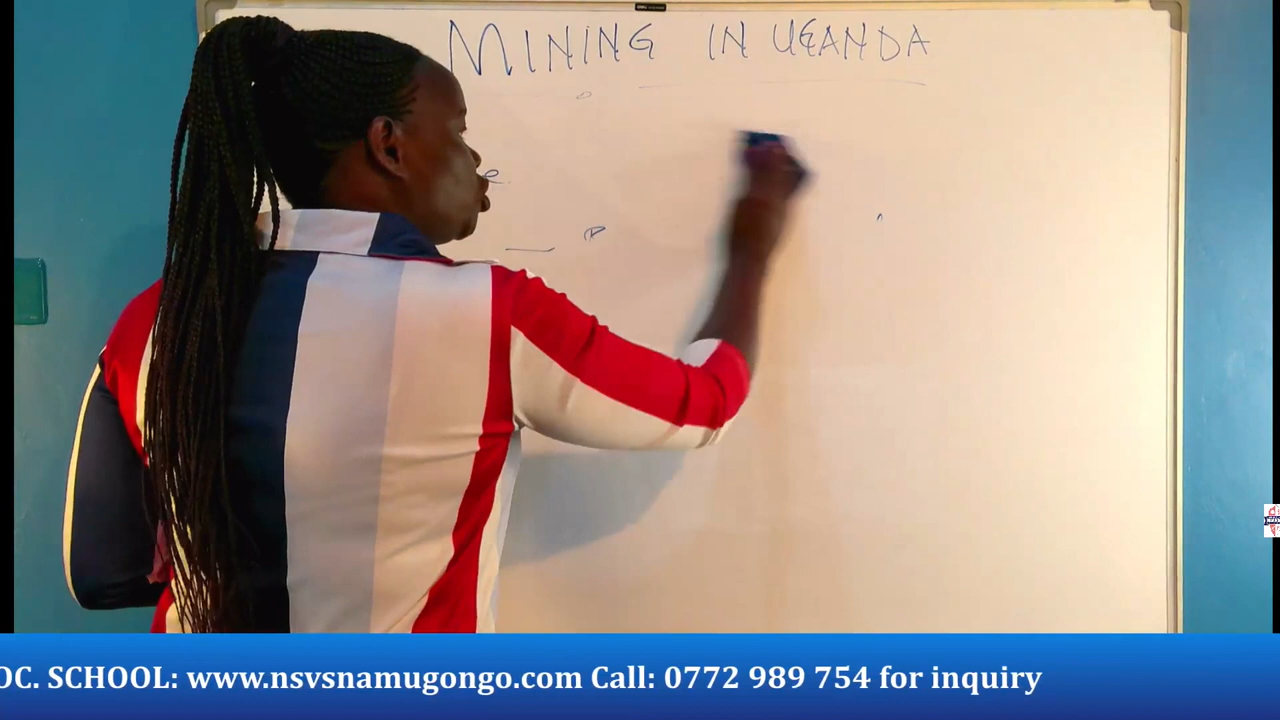 MINING IN UGANDA
e
OC. SCHOOL: www.nsvsnamugongo.com Call: 0772 989 754 for inquiry